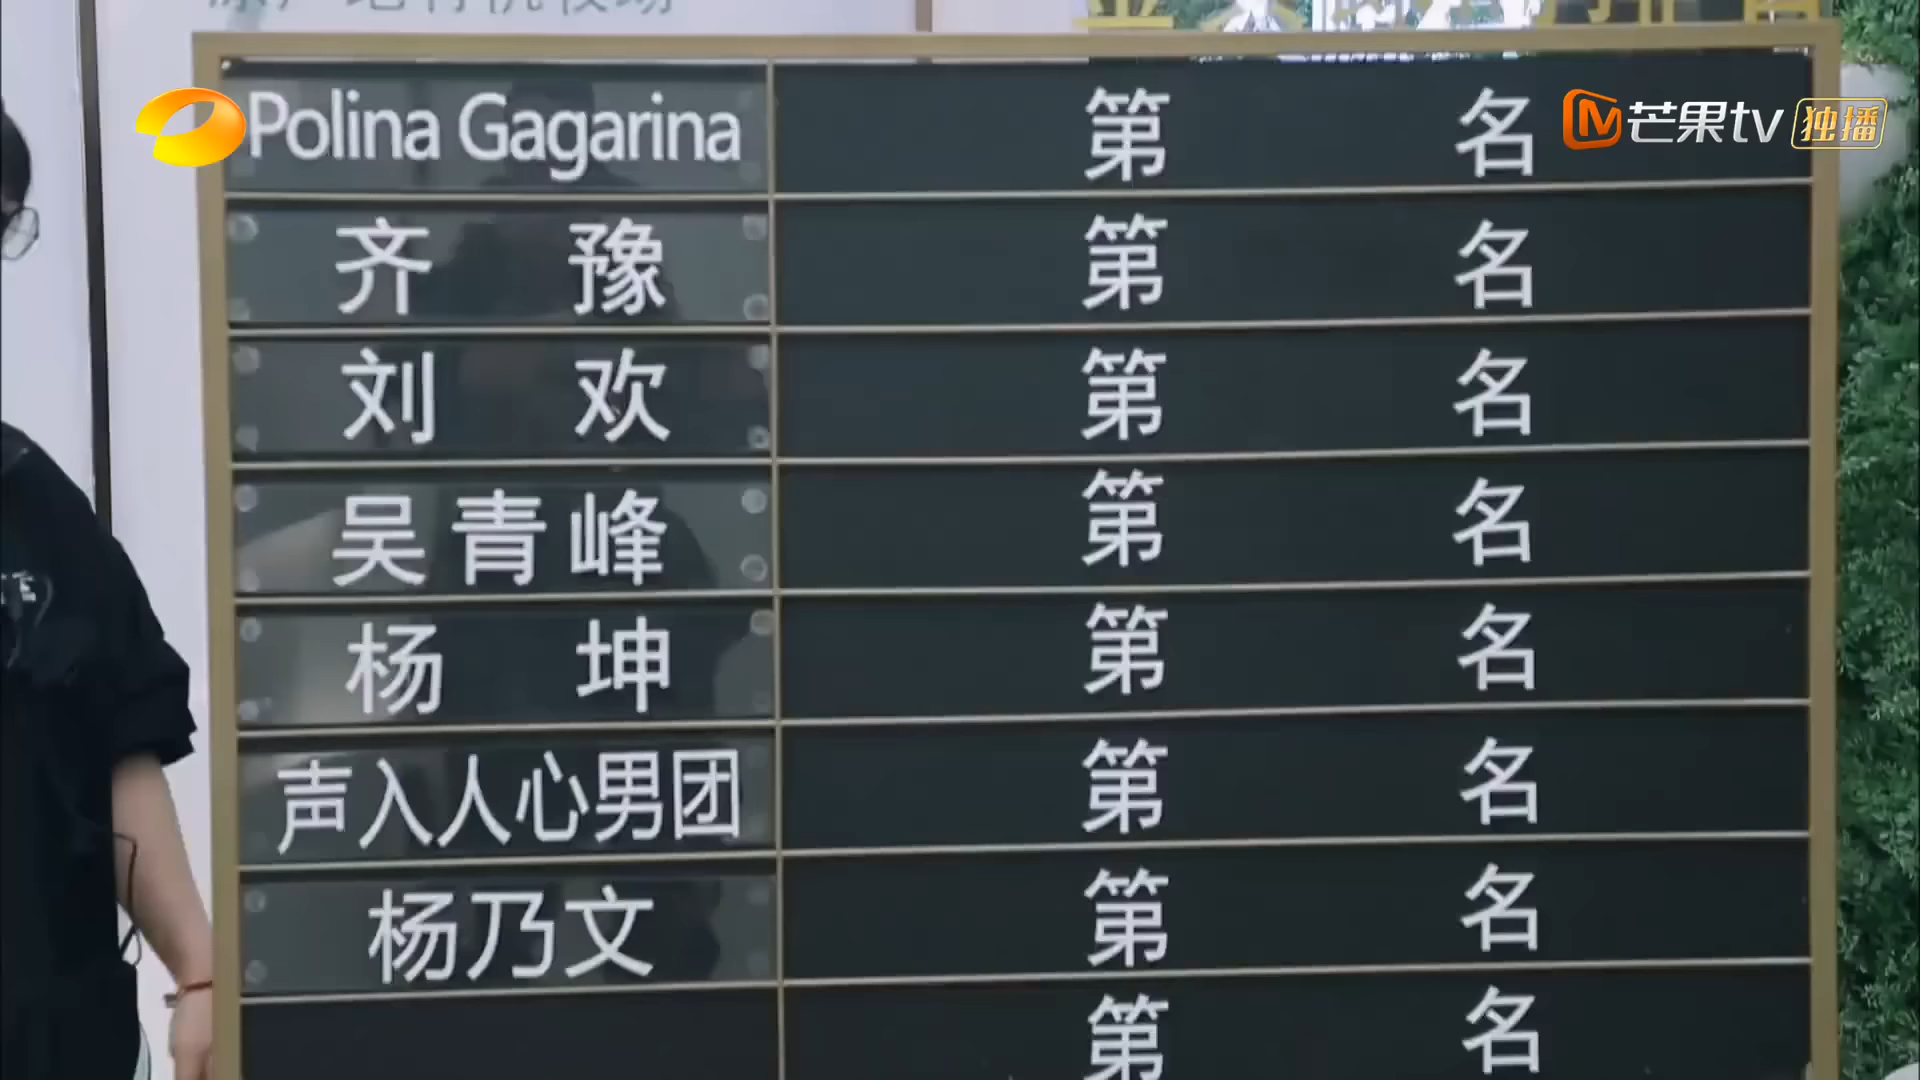 Polina Gagarina 第 名
芒果tv 独播
齐 豫 第 名
刘 欢 第 名
吴青峰 第 名
杨 坤 第 名
声入人心男团 第 名
杨乃文 第 名
第 名